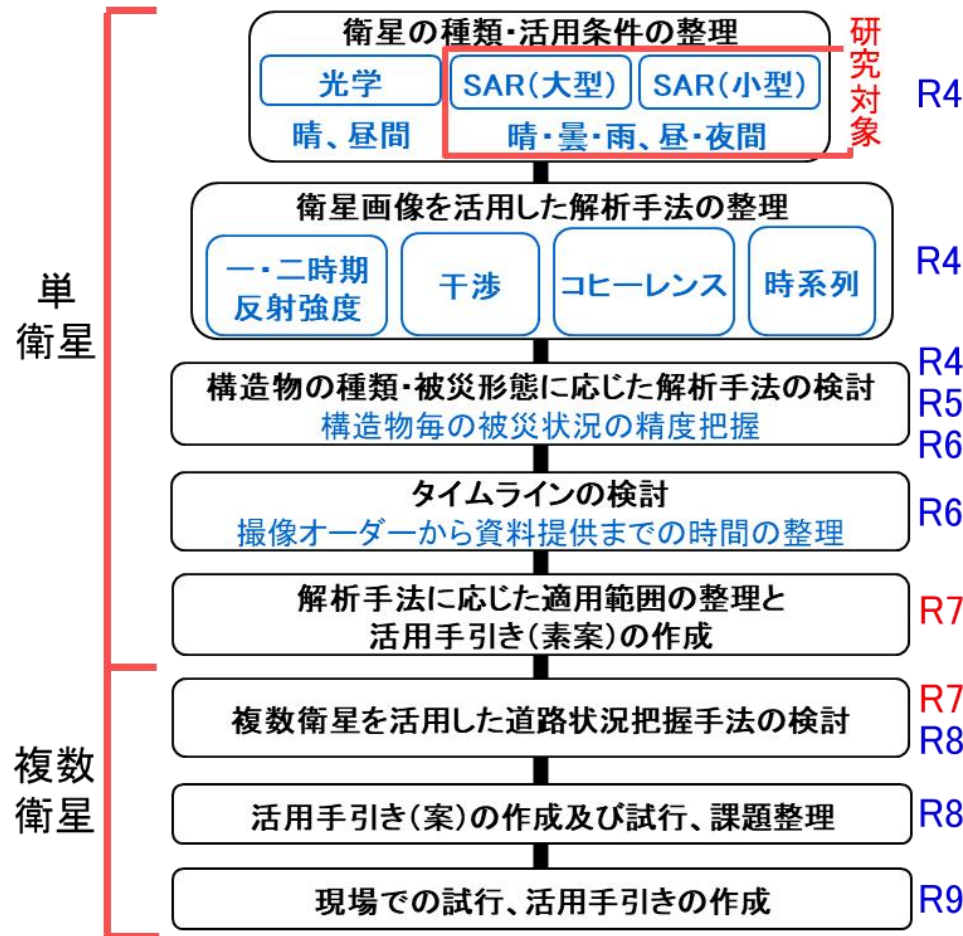 衛星の種類・活用条件の整理
光学
SAR(大型)
SAR(小型)
晴、昼間
晴・曇・雨、昼・夜間
研究対象
R4
衛星画像を活用した解析手法の整理
一・二時期
反射強度
干渉
コヒーレンス
時系列
R4
単
衛星
構造物の種類・被災形態に応じた解析手法の検討
構造物毎の被災状況の精度把握
R4
R5
R6
タイムラインの検討
撮像オーダーから資料提供までの時間の整理
R6
解析手法に応じた適用範囲の整理と
活用手引き(素案)の作成
R7
複数衛星を活用した道路状況把握手法の検討
R7
R8
複数
衛星
活用手引き(案)の作成及び試行、課題整理
R8
現場での試行、活用手引きの作成
R9